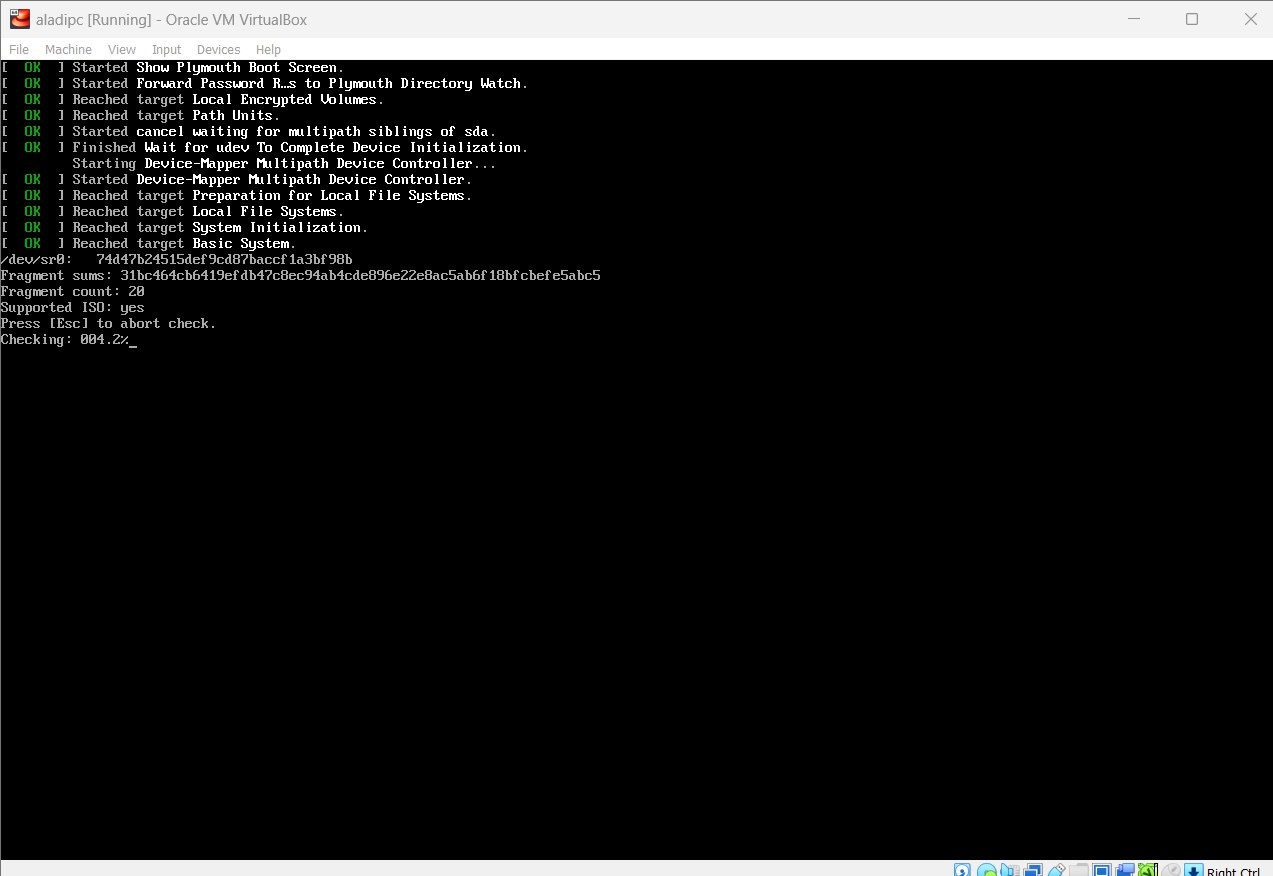 aladipc [Running] - Oracle VM VirtualBox
File Machine View Input Devices Help
[  OK  ] Started Show Plymouth Boot Screen.
[  OK  ] Started Forward Password R…s to Plymouth Directory Watch.
[  OK  ] Reached target Local Encrypted Volumes.
[  OK  ] Reached target Path Units.
[  OK  ] Started cancel waiting for multipath siblings of sda.
[  OK  ] Finished Wait for udev To Complete Device Initialization.
Starting Device-Mapper Multipath Device Controller...
[  OK  ] Started Device-Mapper Multipath Device Controller.
[  OK  ] Reached target Preparation for Local File Systems.
[  OK  ] Reached target Local File Systems.
[  OK  ] Reached target System Initialization.
[  OK  ] Reached target Basic System.
/dev/sr0:   74d47b24515def9cd87baccf1a3bf98b
Fragment sums: 31bc464cb6419efdb47c8ec94ab4cde896e22e8ac5ab6f18bfcbefe5abc5
Fragment count: 20
Supported ISO: yes
Press [Esc] to abort check.
Checking: 004.2%_
Right Ctrl